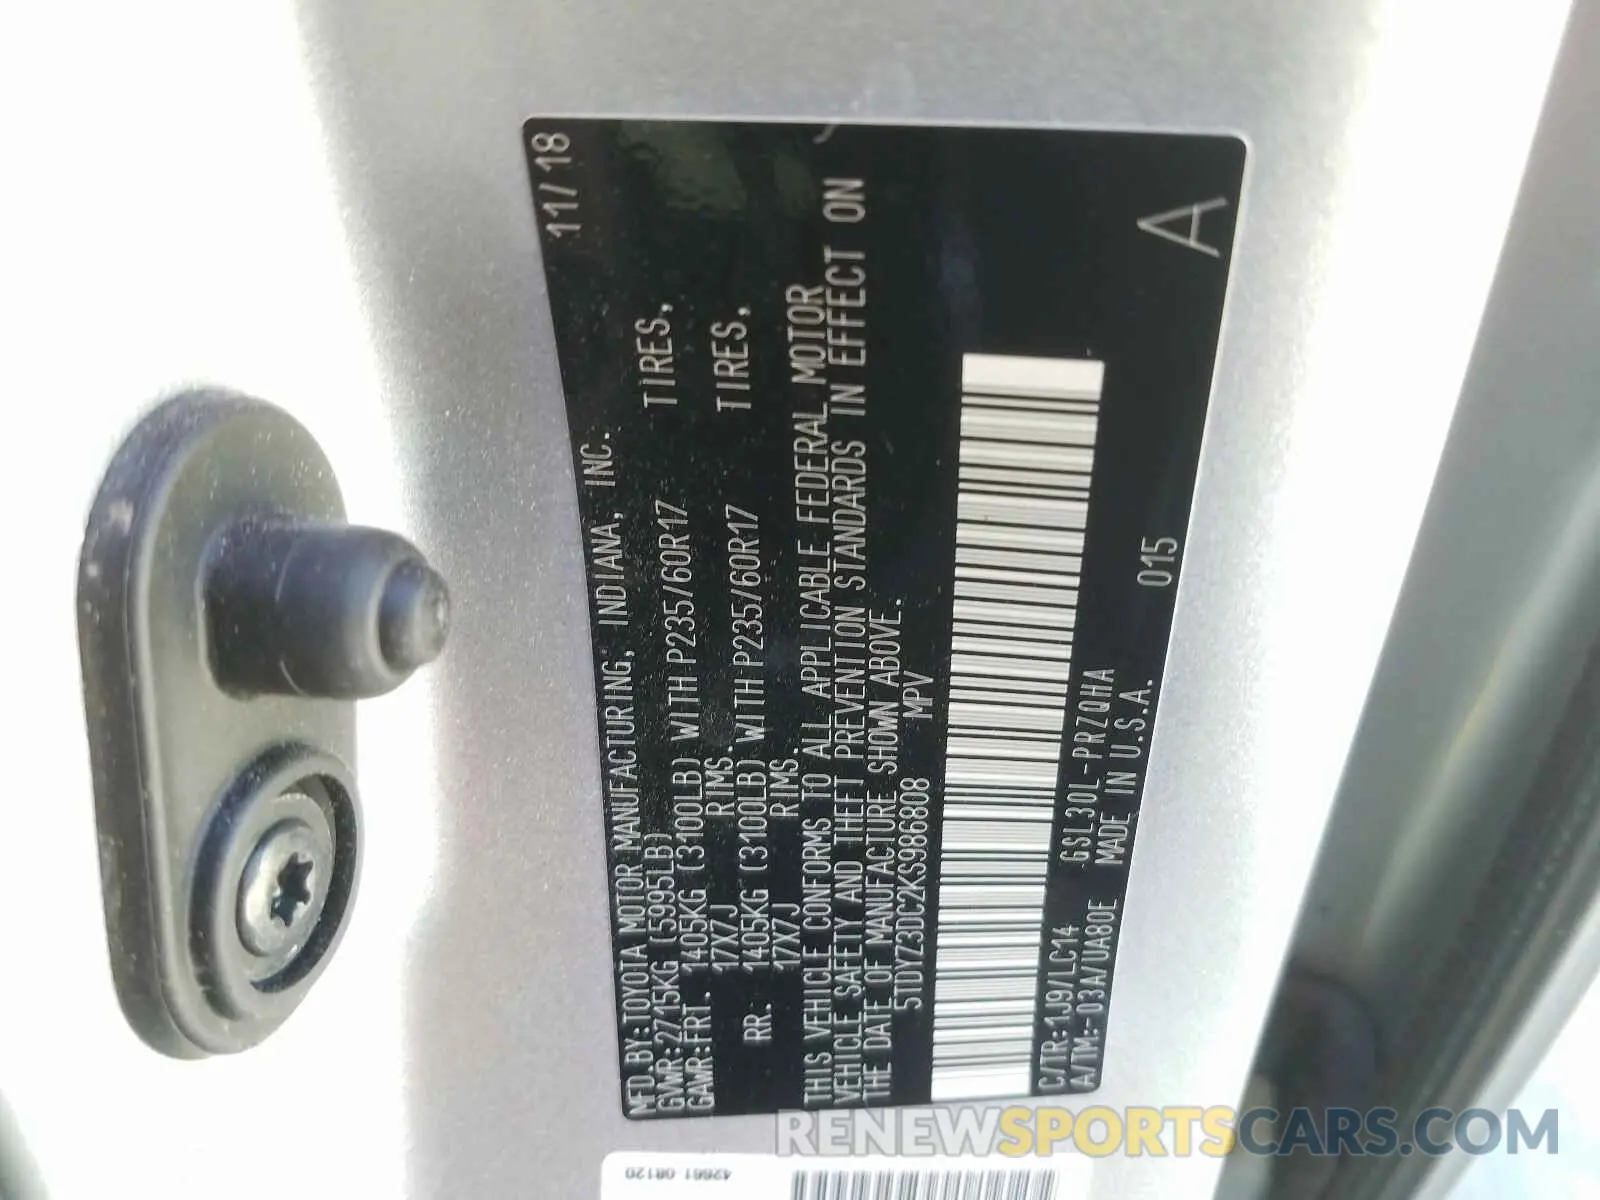 MFD.BY:TOYOTA MOTOR MANUFACTURING, INDIANA, INC. 11/18
GVWR:2715KG (5995LB)
GAWR:FRT. 1405KG (3100LB) WITH P235/60R17 TIRES,
17X7J RIMS.
RR. 1405KG (3100LB) WITH P235/60R17 TIRES,
17X7J RIMS.
THIS VEHICLE CONFORMS TO ALL APPLICABLE FEDERAL MOTOR
VEHICLE SAFETY AND THEFT PREVENTION STANDARDS IN EFFECT ON
THE DATE OF MANUFACTURE SHOWN ABOVE.
5TDYZ3DC2KS986808 MPV
C/TR:1J9/LC14 GSL30L-PRZQHA 015
A/TM:-03A/UA80E MADE IN U.S.A.
A
42661 08120
RENEWSPORTSCARS.COM